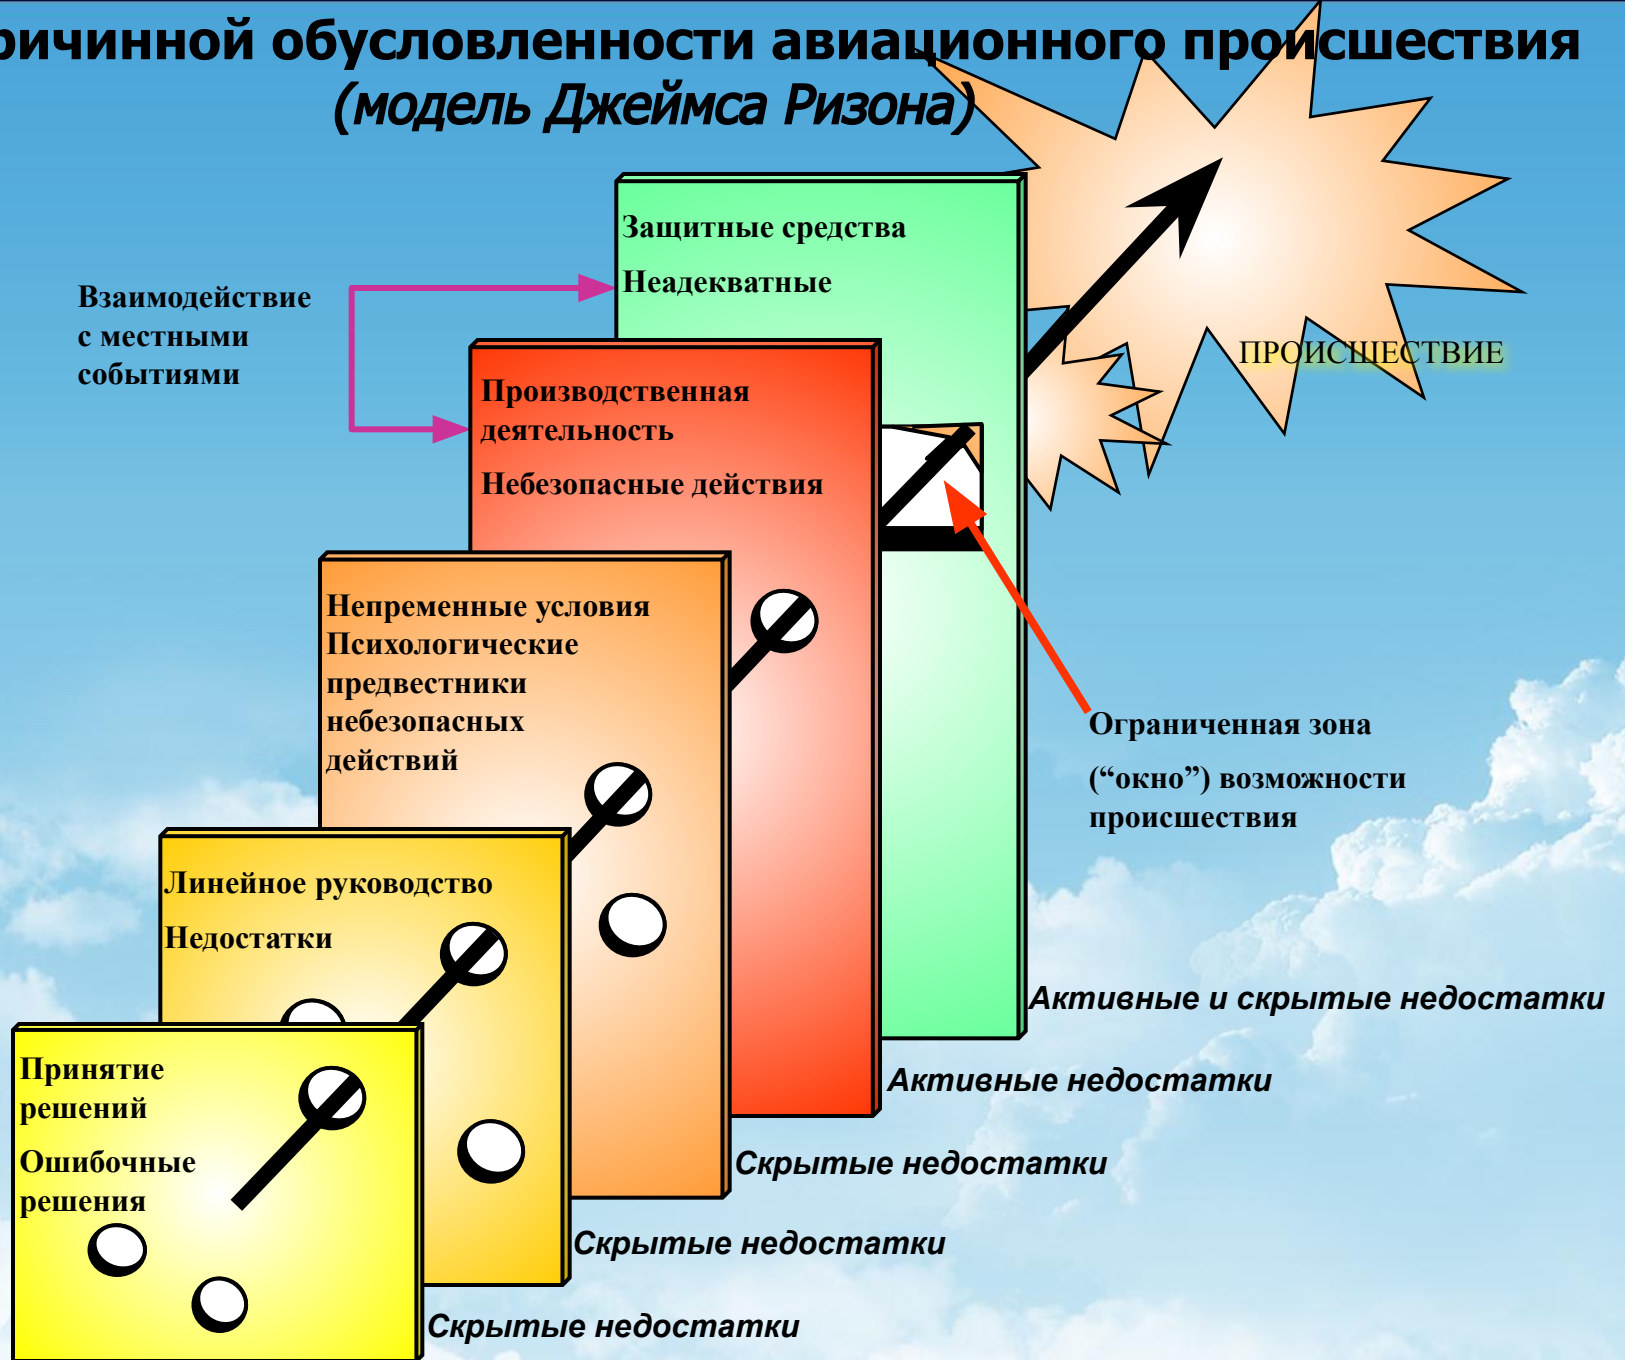 ричинной обусловленности авиационного происшествия
(модель Джеймса Ризона)
Защитные средства
Неадекватные
Взаимодействие
с местными
событиями
ПРОИСШЕСТВИЕ
Производственная
деятельность
Небезопасные действия
Непременные условия
Психологические
предвестники
небезопасных
действий
Ограниченная зона
(“окно”) возможности
происшествия
Линейное руководство
Недостатки
Активные и скрытые недостатки
Принятие
решений
Активные недостатки
Ошибочные
решения
Скрытые недостатки
Скрытые недостатки
Скрытые недостатки